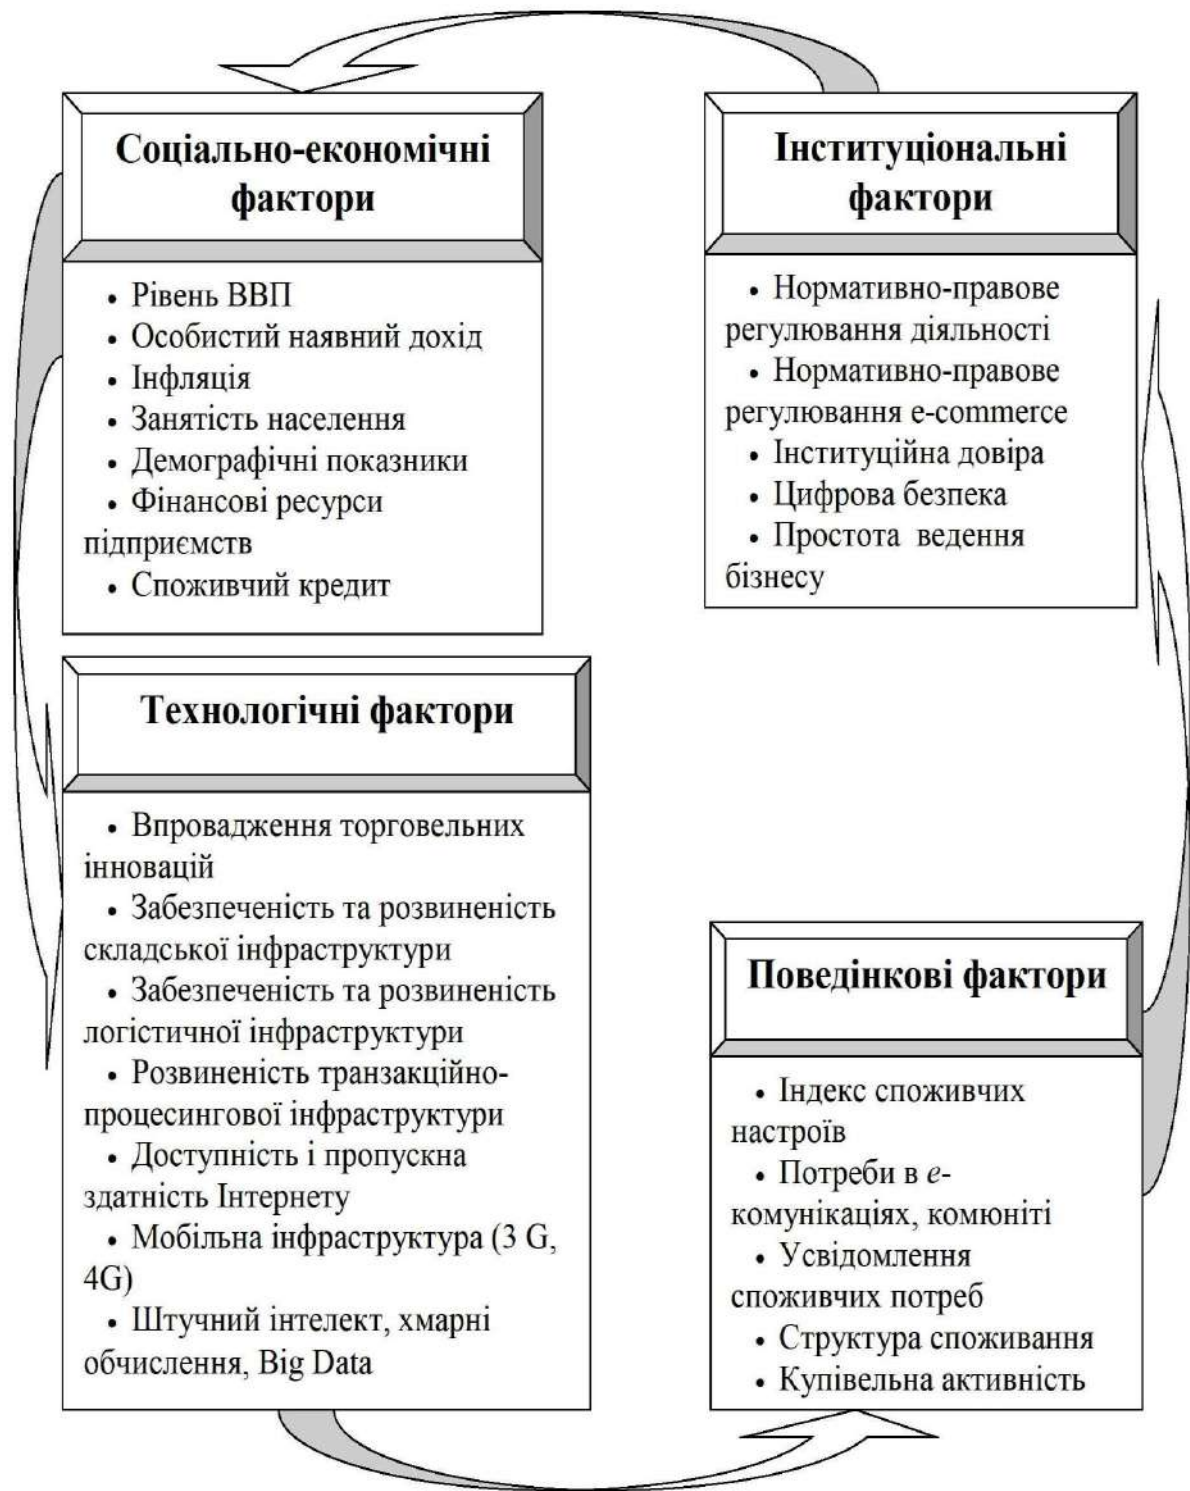 Соціально-економічні
фактори
• Рівень ВВП
• Особистий наявний дохід
• Інфляція
• Занятість населення
• Демографічні показники
• Фінансові ресурси
підприємств
• Споживчий кредит
Інституціональні
фактори
• Нормативно-правове
регулювання діяльності
• Нормативно-правове
регулювання e-commerce
• Інституційна довіра
• Цифрова безпека
• Простота ведення
бізнесу
Технологічні фактори
• Впровадження торговельних
інновацій
• Забезпеченість та розвиненість
складської інфраструктури
• Забезпеченість та розвиненість
логістичної інфраструктури
• Розвиненість транзакційно-
процесингової інфраструктури
• Доступність і пропускна
здатність Інтернету
• Мобільна інфраструктура (3 G,
4G)
• Штучний інтелект, хмарні
обчислення, Big Data
Поведінкові фактори
• Індекс споживчих
настроїв
• Потреби в е-
комунікаціях, комюніті
• Усвідомлення
споживчих потреб
• Структура споживання
• Купівельна активність